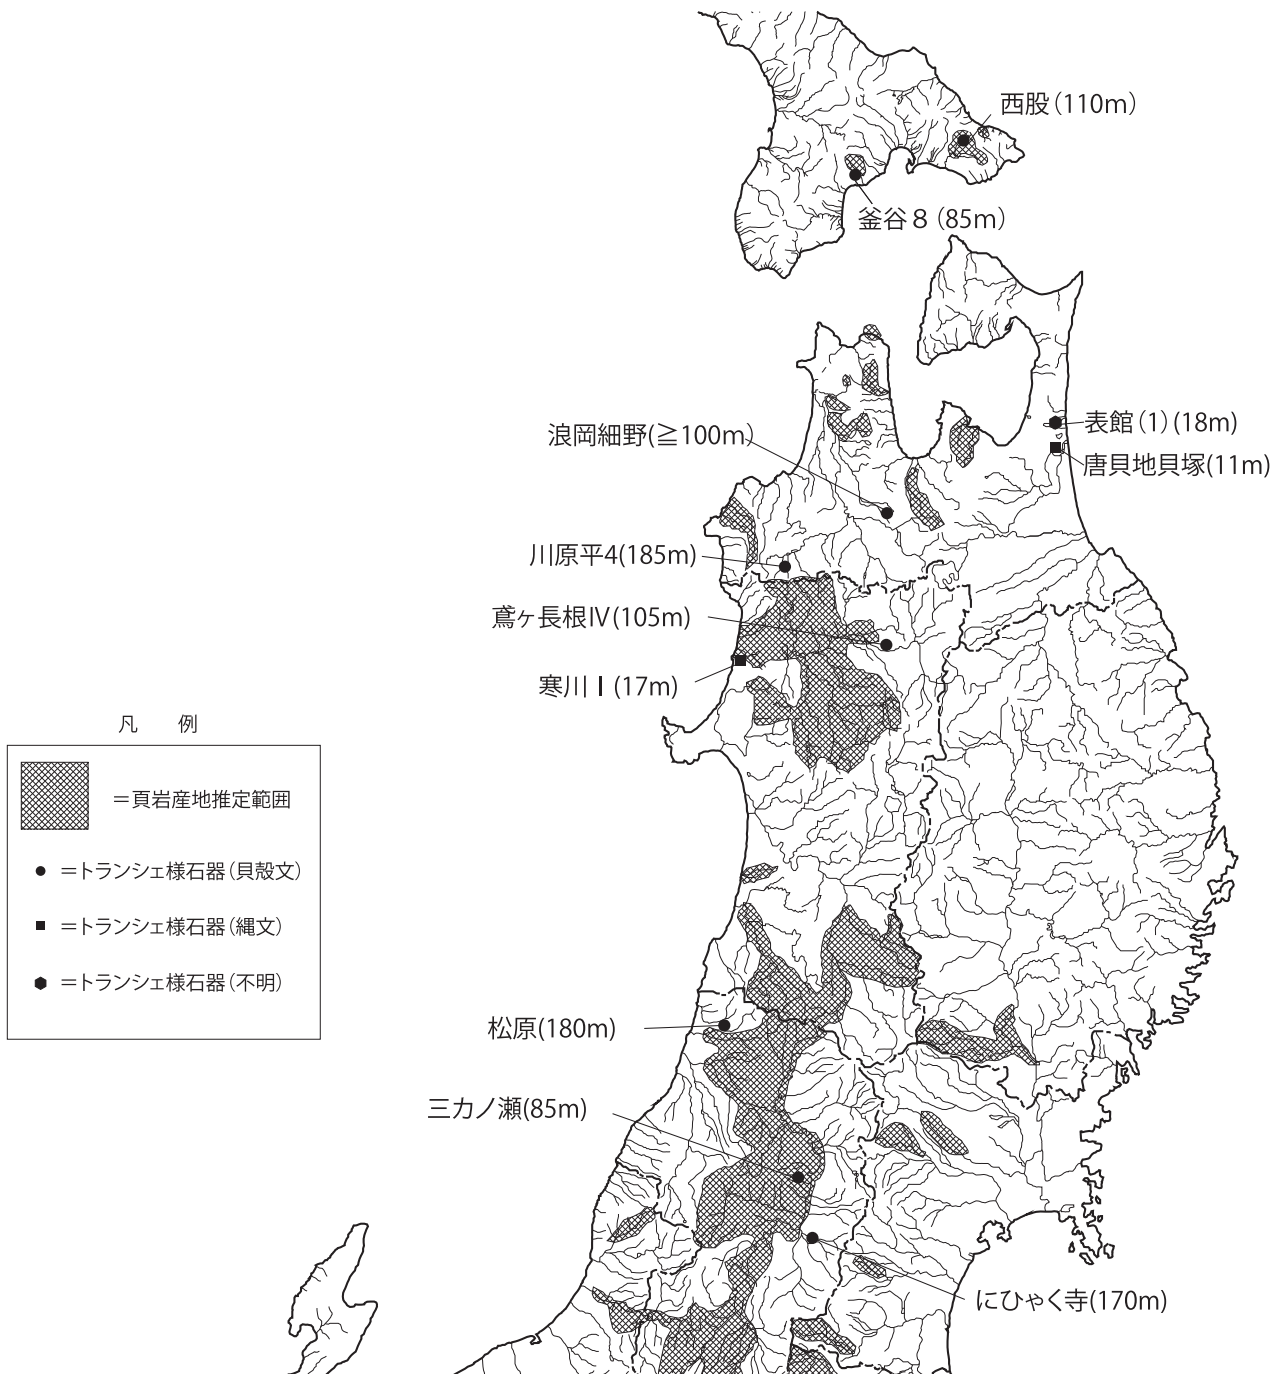 西股(110m)
釜谷8(85m)
表館(1)(18m)
浪岡細野(≧100m)
唐貝地貝塚(11m)
川原平4(185m)
鳶ヶ長根Ⅳ(105m)
寒川Ⅰ(17m)
凡 例
=頁岩産地推定範囲
=トランシェ様石器(貝殻文)
=トランシェ様石器(縄文)
=トランシェ様石器(不明)
松原(180m)
三カノ瀬(85m)
にひゃく寺(170m)